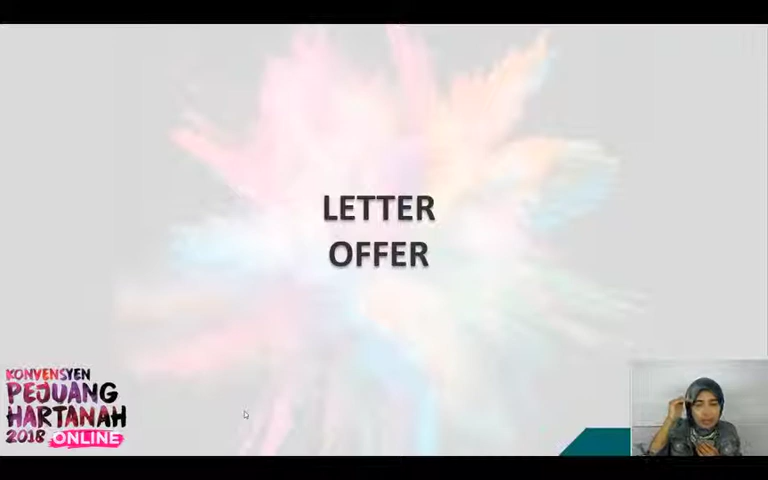 LETTER
OFFER
KONVENSYEN
PEJUANG
HARTANAH
2018 ONLINE